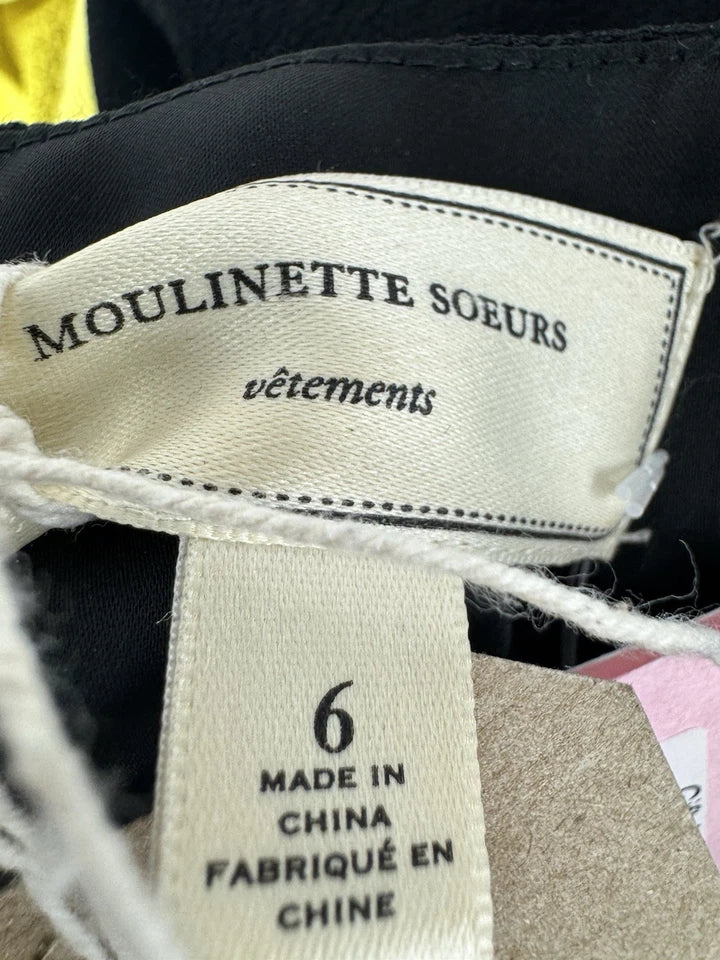 MOULINETTE SOEURS
vêtements
6
MADE IN
CHINA
FABRIQUÉ EN
CHINE